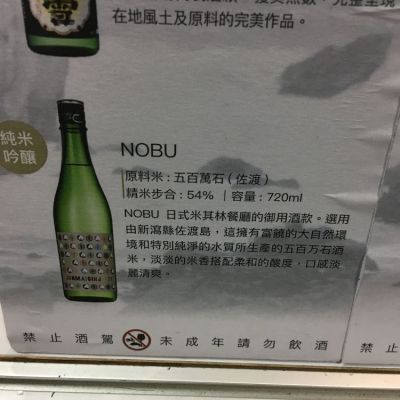 在地風土及原料的完美作品。
純米
吟釀
NOBU
原料米：五百萬石（佐渡）
精米步合：54%｜容量：720ml
NOBU 日式米其林餐廳的御用酒款。選用
由新瀉縣佐渡島，這擁有富饒的大自然環
境和特別純淨的水質所生產的五百万石酒
米，淡淡的米香搭配柔和的酸度，口感淡
麗清爽。
禁止酒駕 未成年請勿飲酒
禁止